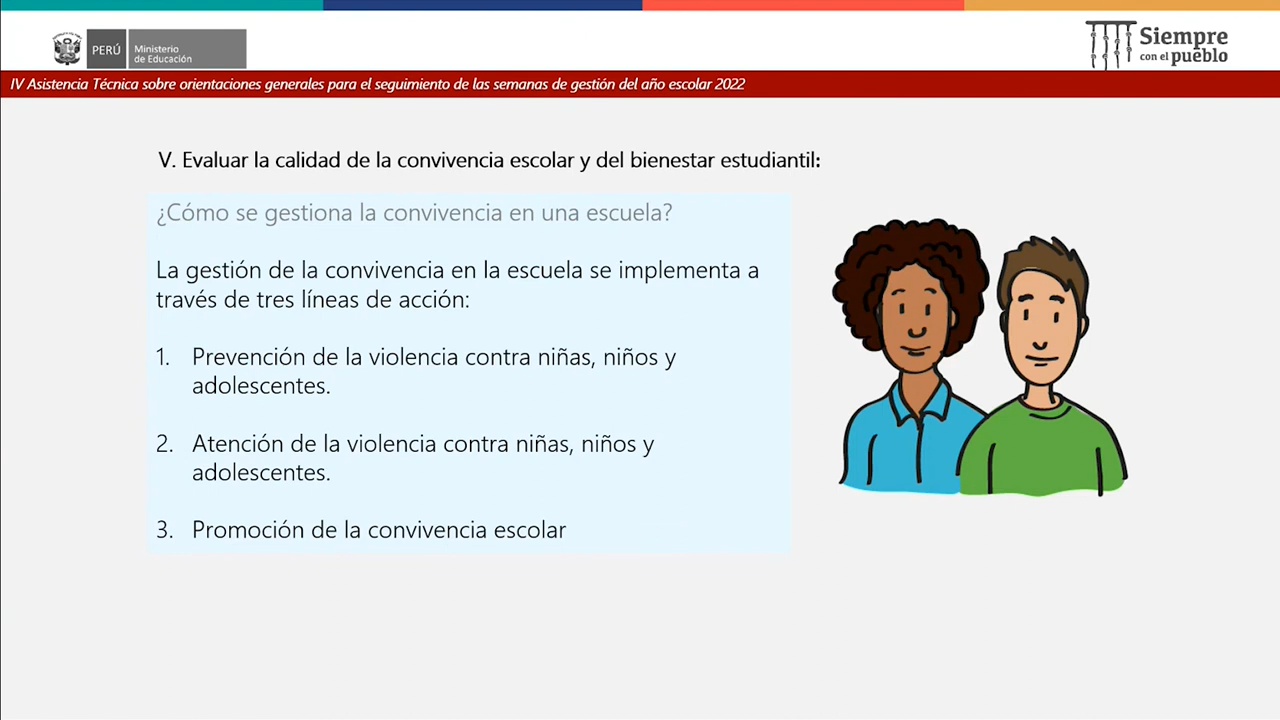 PERÚ
Ministerio
de Educación
Siempre
con el pueblo
IV Asistencia Técnica sobre orientaciones generales para el seguimiento de las semanas de gestión del año escolar 2022
V. Evaluar la calidad de la convivencia escolar y del bienestar estudiantil:
¿Cómo se gestiona la convivencia en una escuela?
La gestión de la convivencia en la escuela se implementa a
través de tres líneas de acción:
1. Prevención de la violencia contra niñas, niños y
adolescentes.
2. Atención de la violencia contra niñas, niños y
adolescentes.
3. Promoción de la convivencia escolar